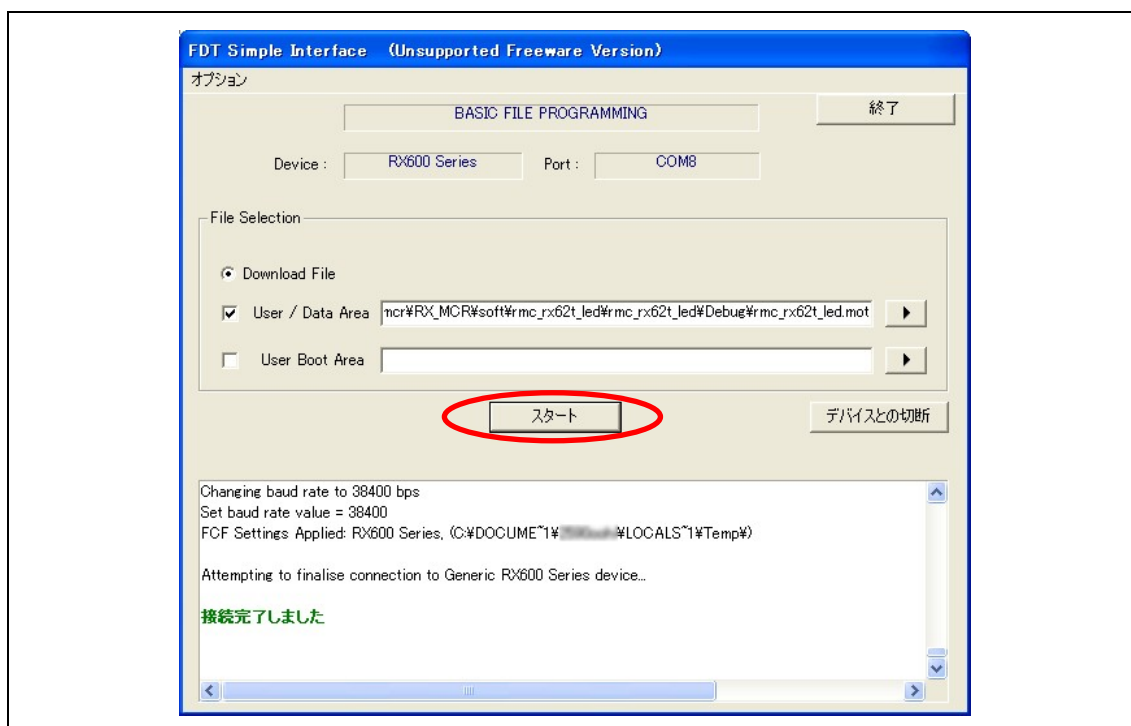 FDT Simple Interface (Unsupported Freeware Version)
オプション
BASIC FILE PROGRAMMING
終了
Device : RX600 Series Port : COM8
File Selection
Download File
User / Data Area mcr¥RX_MCR¥soft¥rmc_rx62t_led¥rmc_rx62t_led¥Debug¥rmc_rx62t_led.mot
User Boot Area
スタート
デバイスとの切断
Changing baud rate to 38400 bps
Set baud rate value = 38400
FCF Settings Applied: RX600 Series, (C:¥DOCUME~1¥ ¥LOCALS~1¥Temp¥)
Attempting to finalise connection to Generic RX600 Series device...
接続完了しました